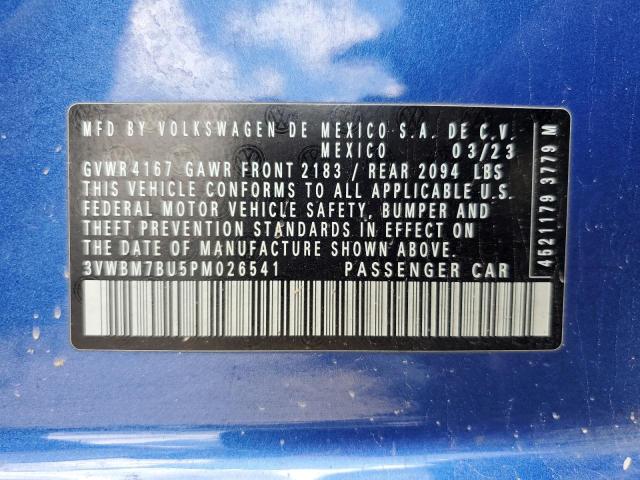 MFD BY VOLKSWAGEN DE MEXICO S.A. DE C.V.
MEXICO 03/23
GVWR 4167 GAWR FRONT 2183 / REAR 2094 LBS
THIS VEHICLE CONFORMS TO ALL APPLICABLE U.S.
FEDERAL MOTOR VEHICLE SAFETY, BUMPER AND
THEFT PREVENTION STANDARDS IN EFFECT ON
THE DATE OF MANUFACTURE SHOWN ABOVE.
3VWBM7BU5PM026541 PASSENGER CAR
4621179 3779 M